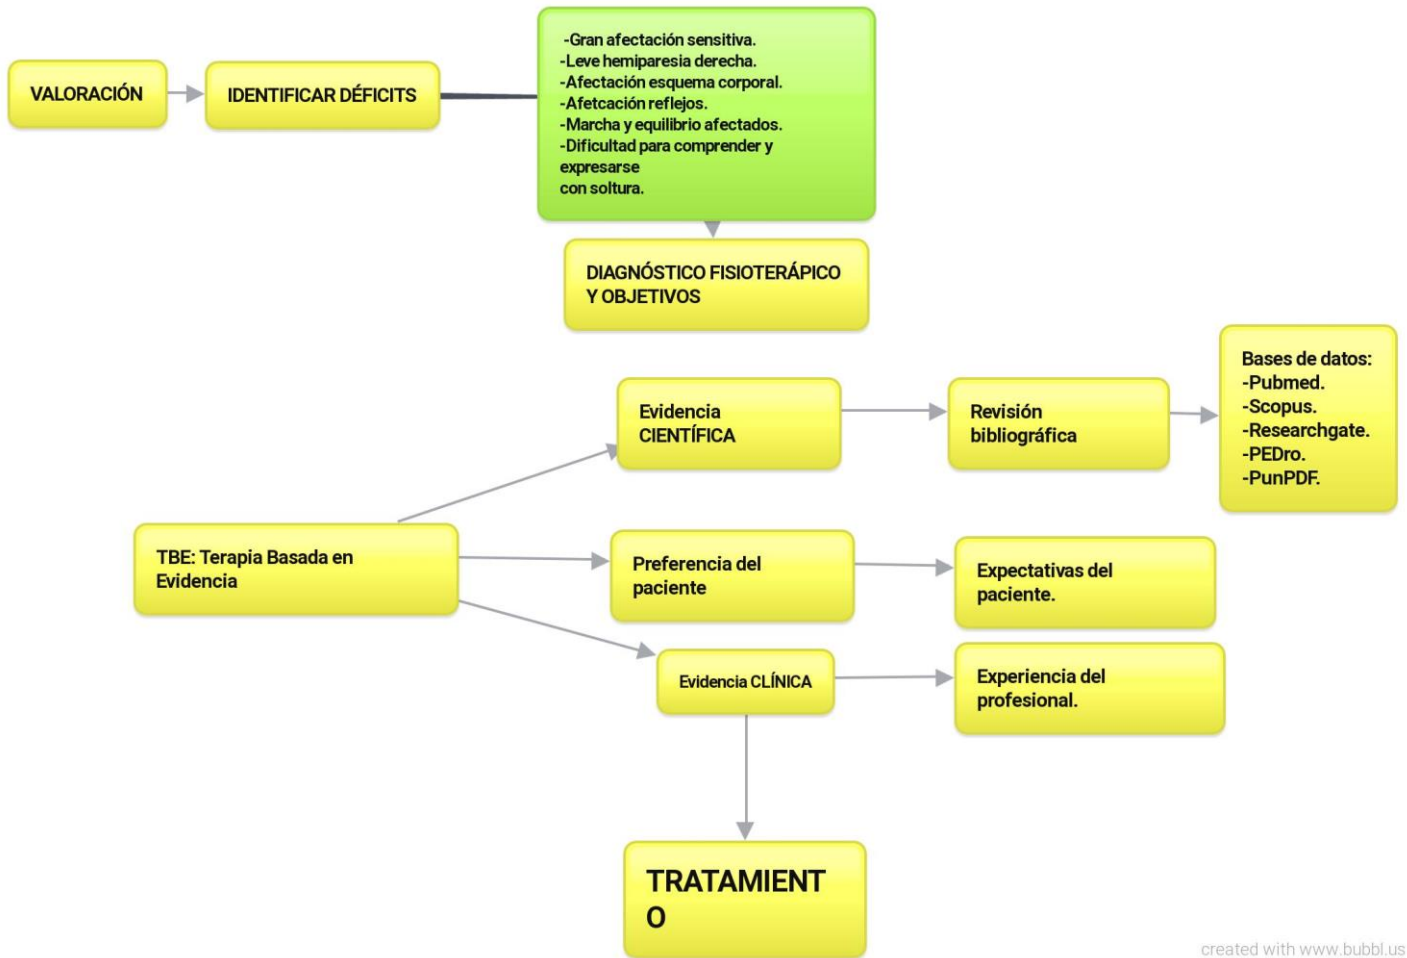 VALORACIÓN
IDENTIFICAR DÉFICITS
-Gran afectación sensitiva.
-Leve hemiparesia derecha.
-Afectación esquema corporal.
-Afetcación reflejos.
-Marcha y equilibrio afectados.
-Dificultad para comprender y
expresarse
con soltura.
DIAGNÓSTICO FISIOTERÁPICO
Y OBJETIVOS
TBE: Terapia Basada en
Evidencia
Evidencia
CIENTÍFICA
Revisión
bibliográfica
Bases de datos:
-Pubmed.
-Scopus.
-Researchgate.
-PEDro.
-PunPDF.
Preferencia del
paciente
Expectativas del
paciente.
Evidencia CLÍNICA
Experiencia del
profesional.
TRATAMIENT
O
created with www.bubbl.us